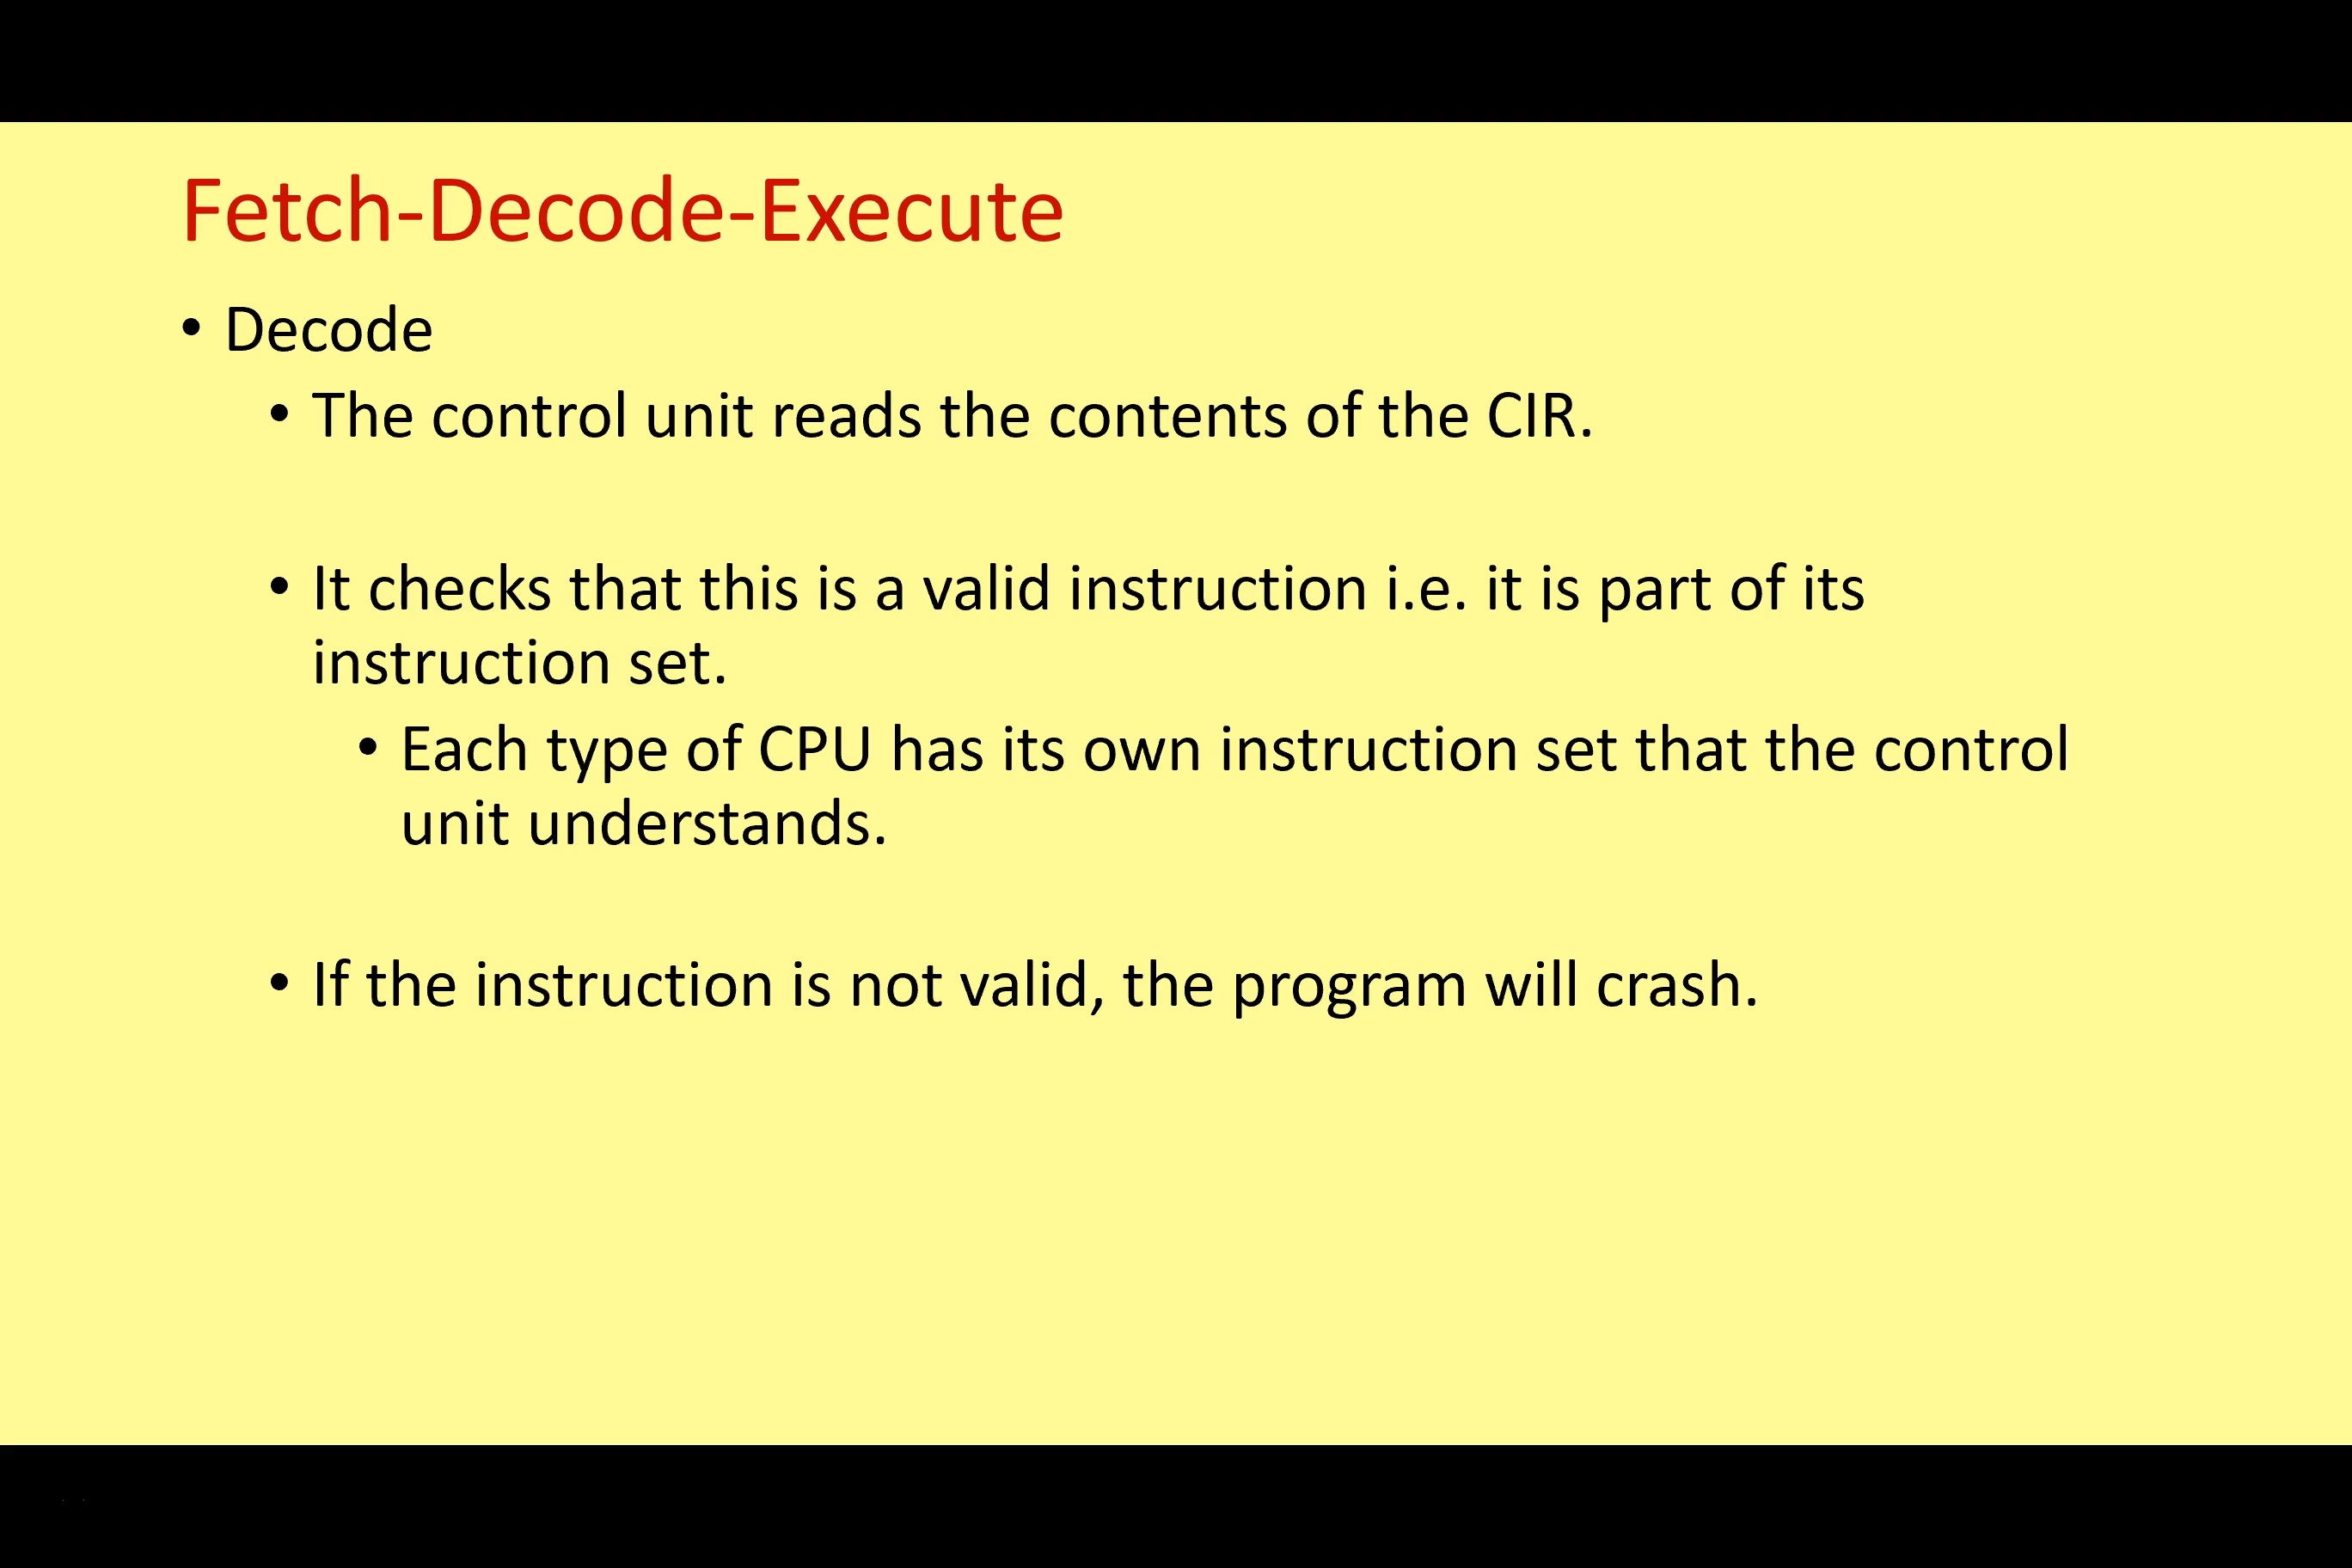 Fetch-Decode-Execute
• Decode
• The control unit reads the contents of the CIR.
• It checks that this is a valid instruction i.e. it is part of its
instruction set.
• Each type of CPU has its own instruction set that the control
unit understands.
• If the instruction is not valid, the program will crash.